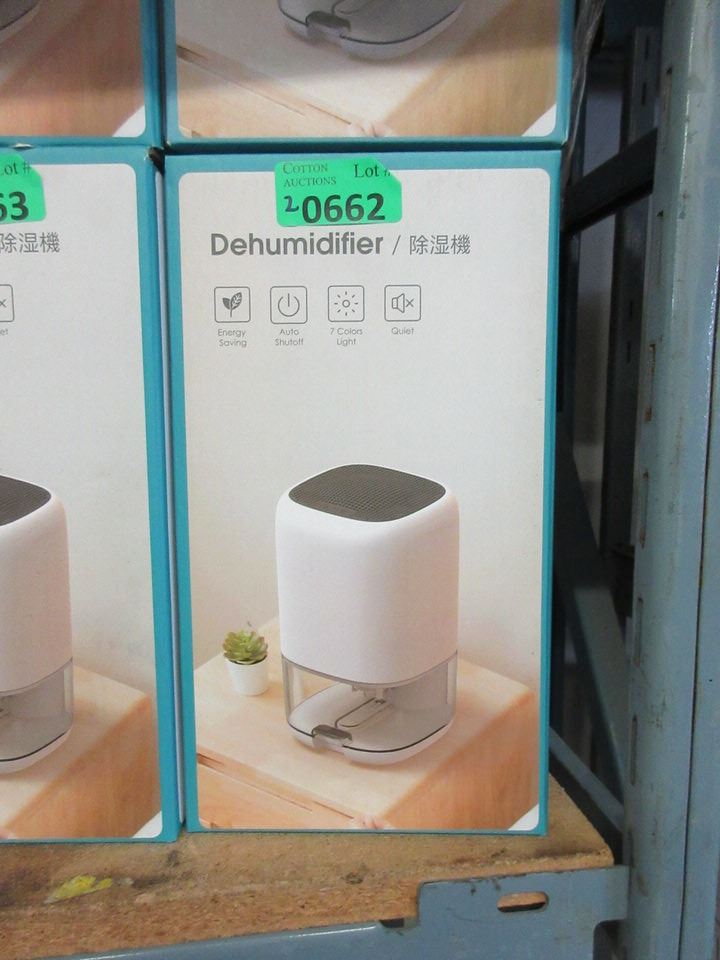 Lot #
63
除湿機
COTTON AUCTIONS Lot #
20662
Dehumidifier / 除湿機
Energy Saving
Auto Shutoff
7 Colors Light
Quiet